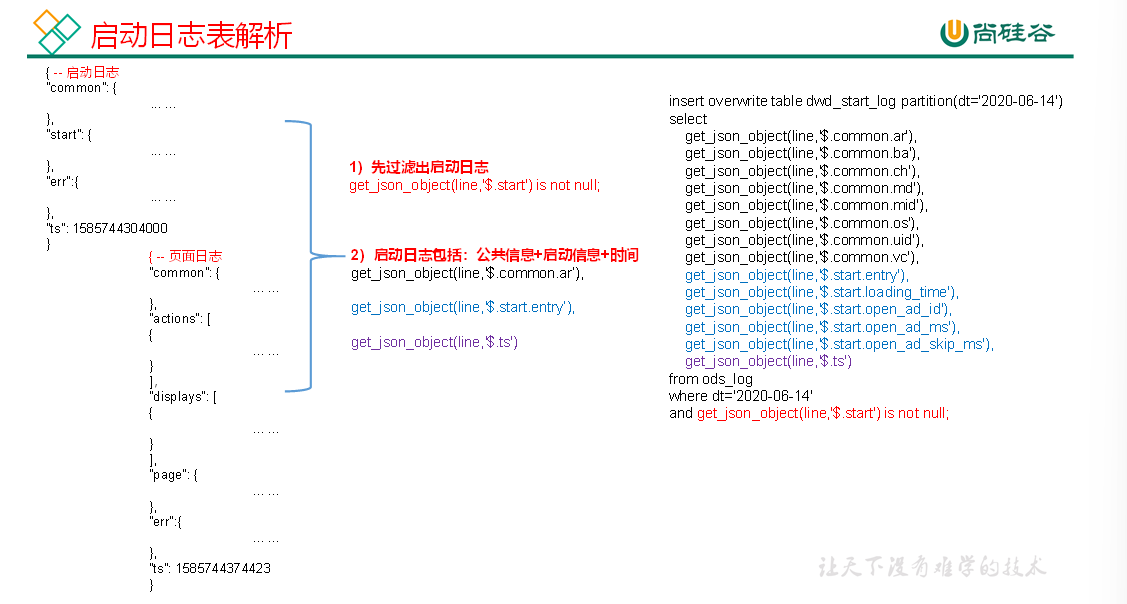 启动日志表解析
尚硅谷
{ -- 启动日志
"common": {
… …
},
"start": {
… …
},
"err":{
… …
},
"ts": 1585744304000
}
{ -- 页面日志
"common": {
… …
},
"actions": [
{
… …
}
],
"displays": [
{
… …
}
],
"page": {
… …
},
"err":{
… …
},
"ts": 1585744374423
}
1）先过滤出启动日志
get_json_object(line,'$.start') is not null;
2）启动日志包括：公共信息+启动信息+时间
get_json_object(line,'$.common.ar'),
get_json_object(line,'$.start.entry'),
get_json_object(line,'$.ts')
insert overwrite table dwd_start_log partition(dt='2020-06-14')
select
get_json_object(line,'$.common.ar'),
get_json_object(line,'$.common.ba'),
get_json_object(line,'$.common.ch'),
get_json_object(line,'$.common.md'),
get_json_object(line,'$.common.mid'),
get_json_object(line,'$.common.os'),
get_json_object(line,'$.common.uid'),
get_json_object(line,'$.common.vc'),
get_json_object(line,'$.start.entry'),
get_json_object(line,'$.start.loading_time'),
get_json_object(line,'$.start.open_ad_id'),
get_json_object(line,'$.start.open_ad_ms'),
get_json_object(line,'$.start.open_ad_skip_ms'),
get_json_object(line,'$.ts')
from ods_log
where dt='2020-06-14'
and get_json_object(line,'$.start') is not null;
让天下没有难学的技术